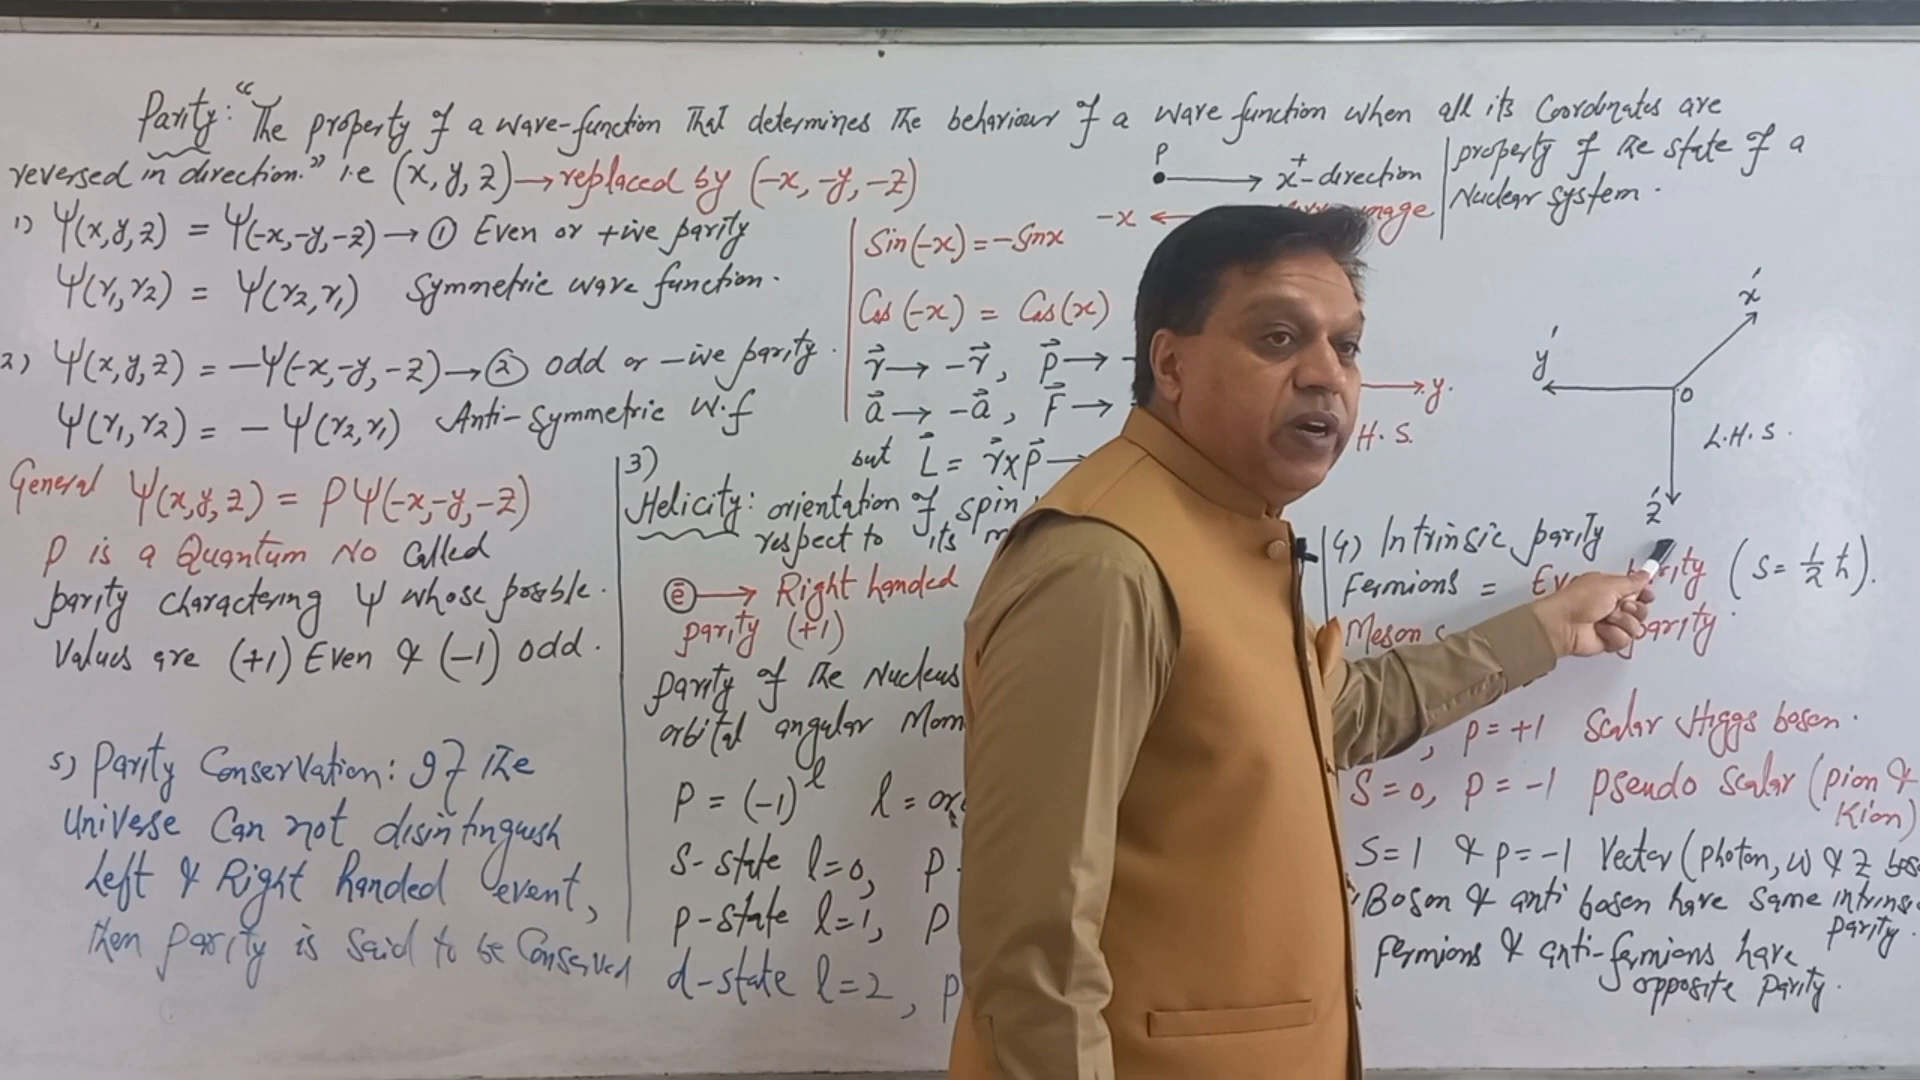 Parity: "The property of a wave-function that determines the behaviour of a wave function when all its Coordinates are
reversed in direction." i.e (x, y, z) → replaced by (-x, -y, -z)
1) Ψ(x,y,z) = Ψ(-x,-y,-z) → ① Even or +ive parity
Ψ(r1,r2) = Ψ(r2,r1) Symmetric wave function.
2) Ψ(x,y,z) = -Ψ(-x,-y,-z) → ② odd or -ive parity.
Ψ(r1,r2) = - Ψ(r2,r1) Anti-Symmetric W.f
General Ψ(x,y,z) = PΨ(-x,-y,-z)
P is a Quantum No Called
parity charactering Ψ whose possble.
Values are (+1) Even & (-1) odd.
5) Parity Conservation: If the
Universe Can not disintinguish
Left & Right handed event,
then parity is said to be Conserved
Sin(-x) = -Sinx
Cos(-x) = Cos(x)
r⃗ → -r⃗, p⃗ → -
a⃗ → -a⃗, F⃗ → -
but L⃗ = r⃗xp⃗ →
3)
Helicity: orientation of spin
respect to its
ē → Right handed
parity (+1)
parity of the Nucleus
orbital angular
P = (-1)^l l =
S-state l=0, P
p-state l=1, P
d-state l=2, P
P → +x-direction
-x ←
property of the state of a
Nuclear system.
y.
H.S.
x'
y'
O
z'
L.H.S.
4) Intrinsic parity
Fermions = parity (S = 1/2 ħ).
Meson parity
, P = +1 Scalar Higgs boson.
S=0, P = -1 pseudo Scalar (pion &
Kion)
S=1 & P=-1 Vector (photon, W & Z
Boson & anti boson have same
parity.
Fermions & anti-fermions have
opposite parity.